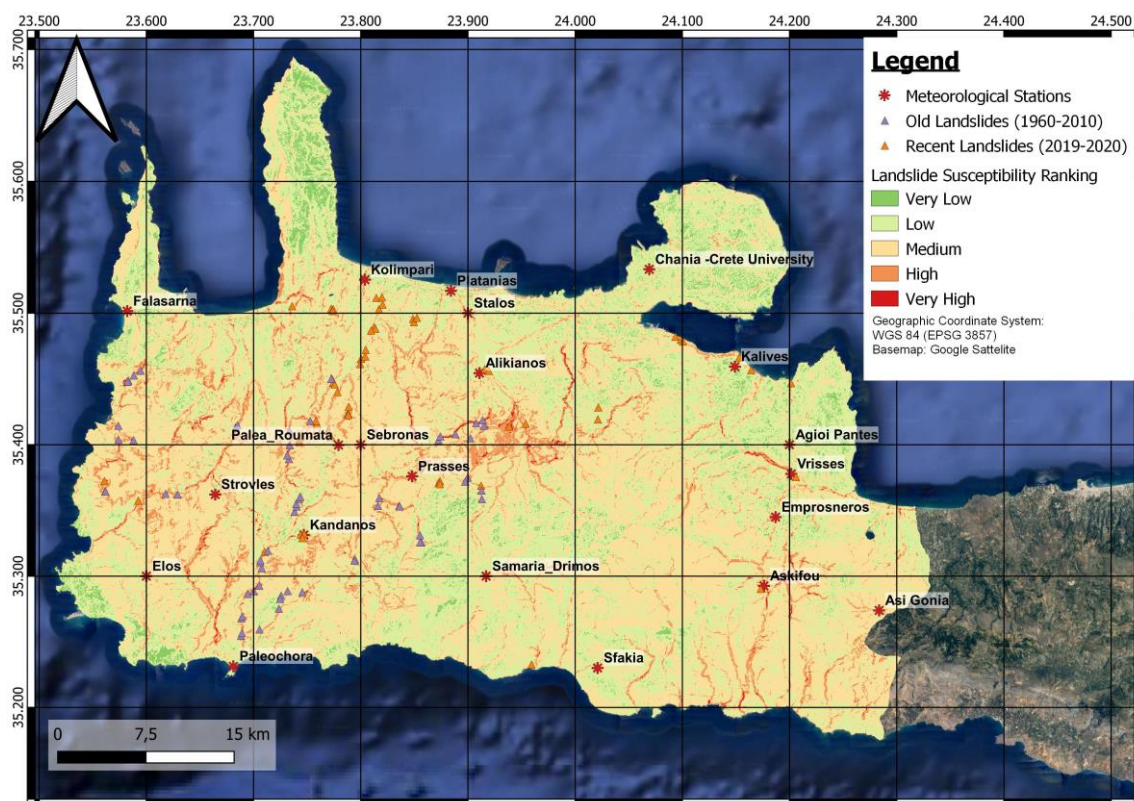 23.500 23.600 23.700 23.800 23.900 24.000 24.100 24.200 24.300 24.400 24.500
35.700
35.600
35.500
35.400
35.300
35.200
Legend
Meteorological Stations
Old Landslides (1960-2010)
Recent Landslides (2019-2020)
Landslide Susceptibility Ranking
Very Low
Low
Medium
High
Very High
Geographic Coordinate System:
WGS 84 (EPSG 3857)
Basemap: Google Sattelite
Chania -Crete University
Kolimpari
Platanias
Falasarna
Stalos
Alikianos
Kalives
Palea_Roumata
Sebronas
Agioi Pantes
Prasses
Vrisses
Strovles
Emprosneros
Kandanos
Elos
Samaria_Drimos
Askifou
Asi Gonia
Paleochora
Sfakia
0 7,5 15 km